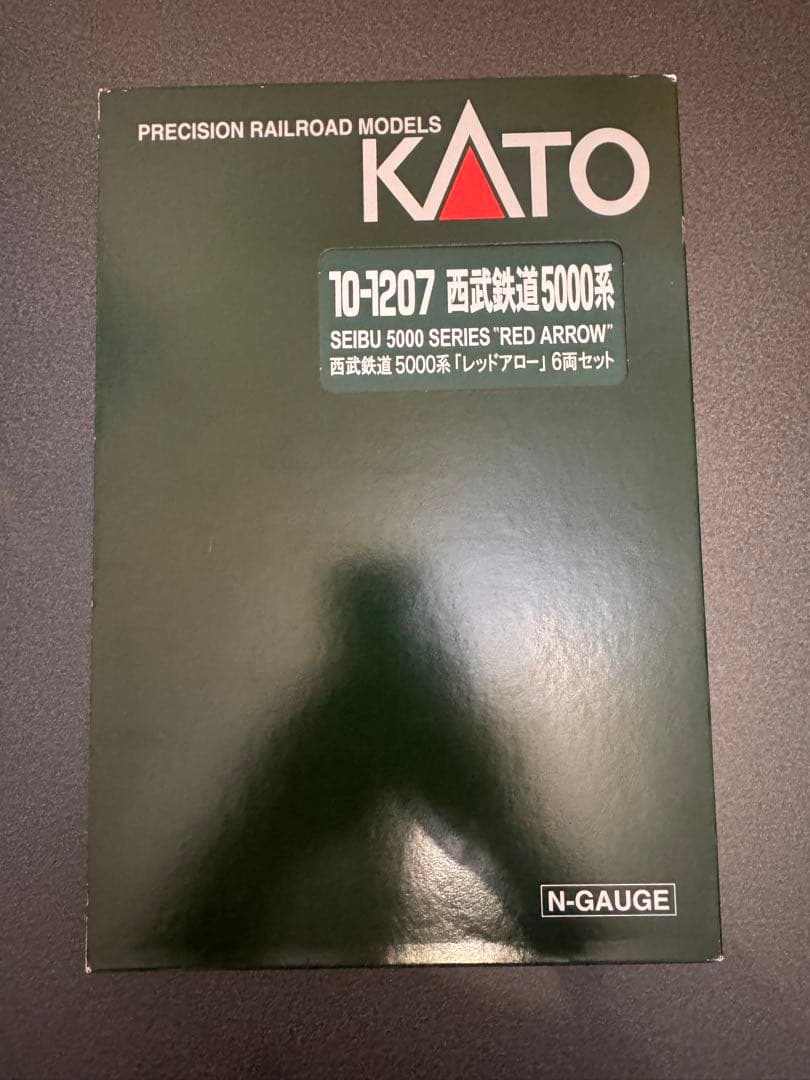 PRECISION RAILROAD MODELS
KATO
10-1207 西武鉄道5000系
SEIBU 5000 SERIES "RED ARROW"
西武鉄道5000系「レッドアロー」6両セット
N-GAUGE